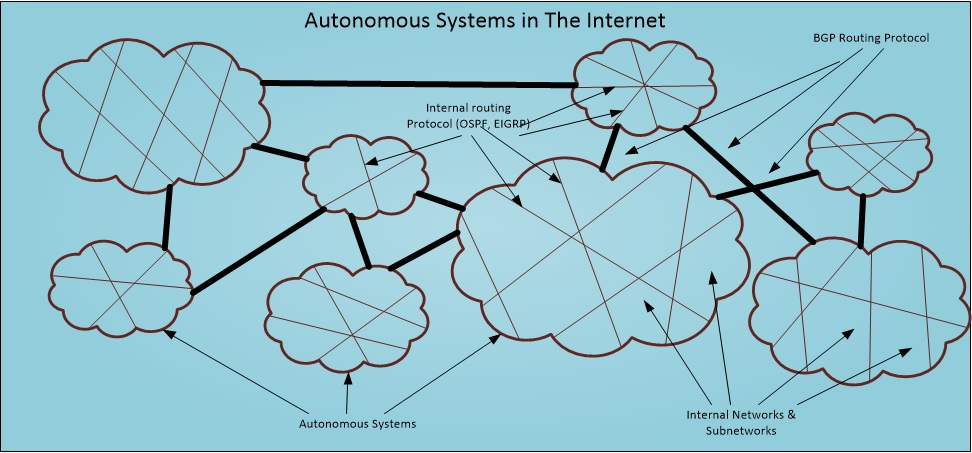 Autonomous Systems in The Internet
BGP Routing Protocol
Internal routing
Protocol (OSPF, EIGRP)
Autonomous Systems
Internal Networks &
Subnetworks